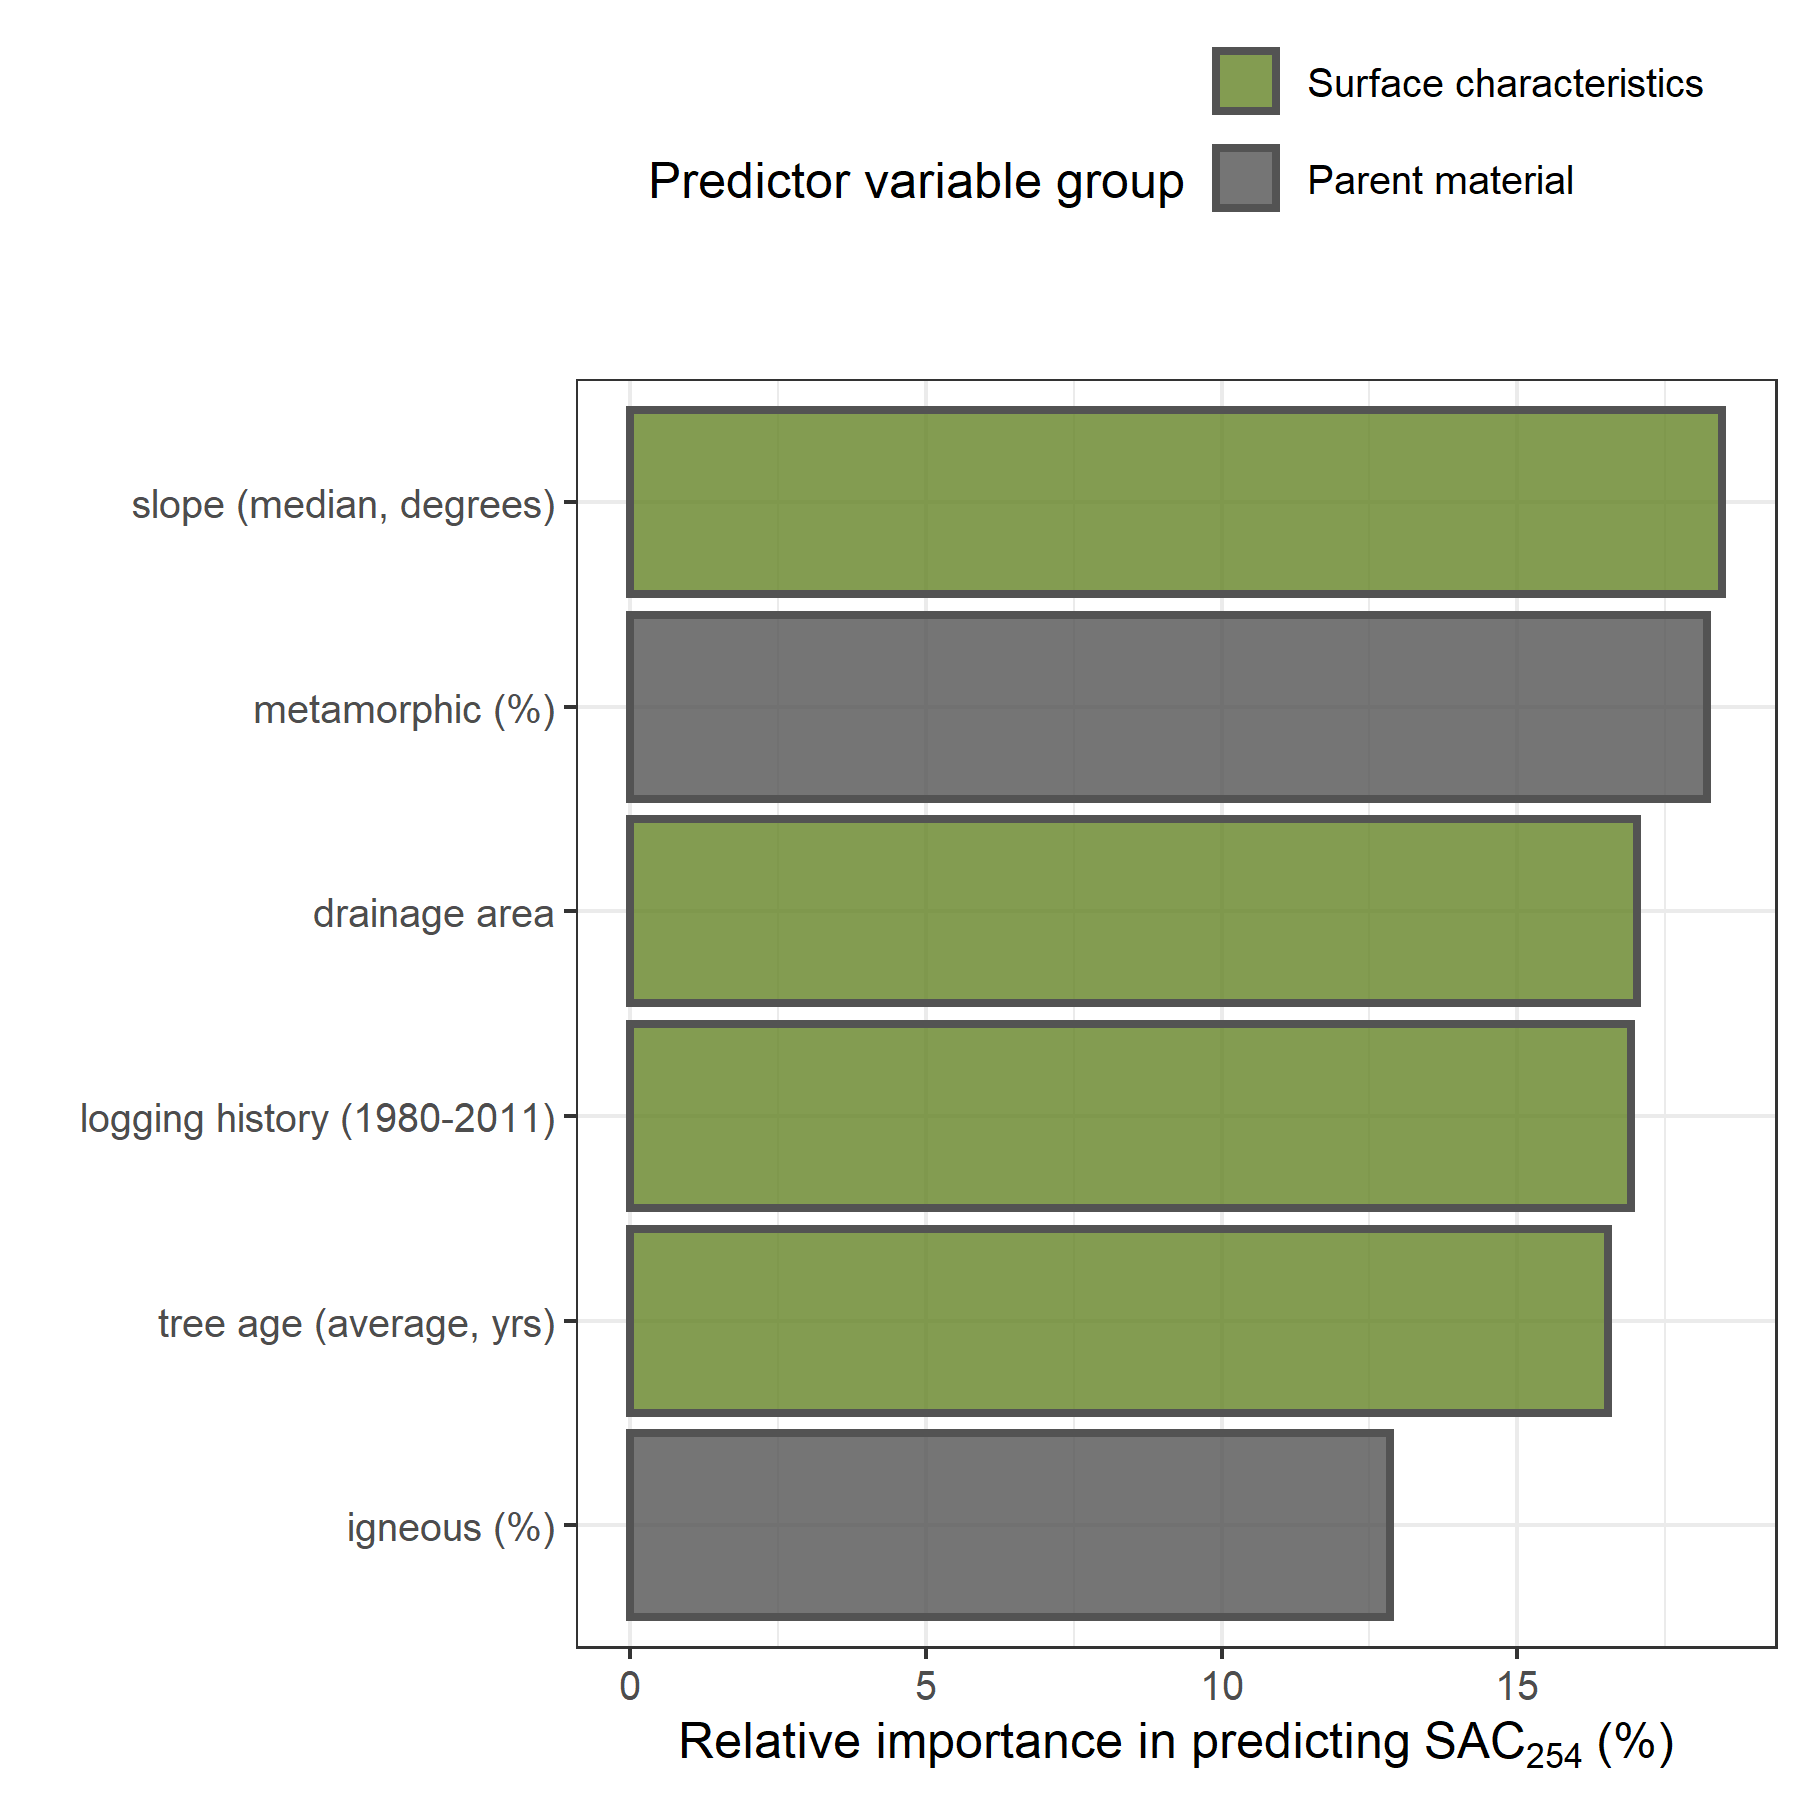 Surface characteristics
Predictor variable group
Parent material
slope (median, degrees)
metamorphic (%)
drainage area
logging history (1980-2011)
tree age (average, yrs)
igneous (%)
0 5 10 15
Relative importance in predicting SAC₂₅₄ (%)